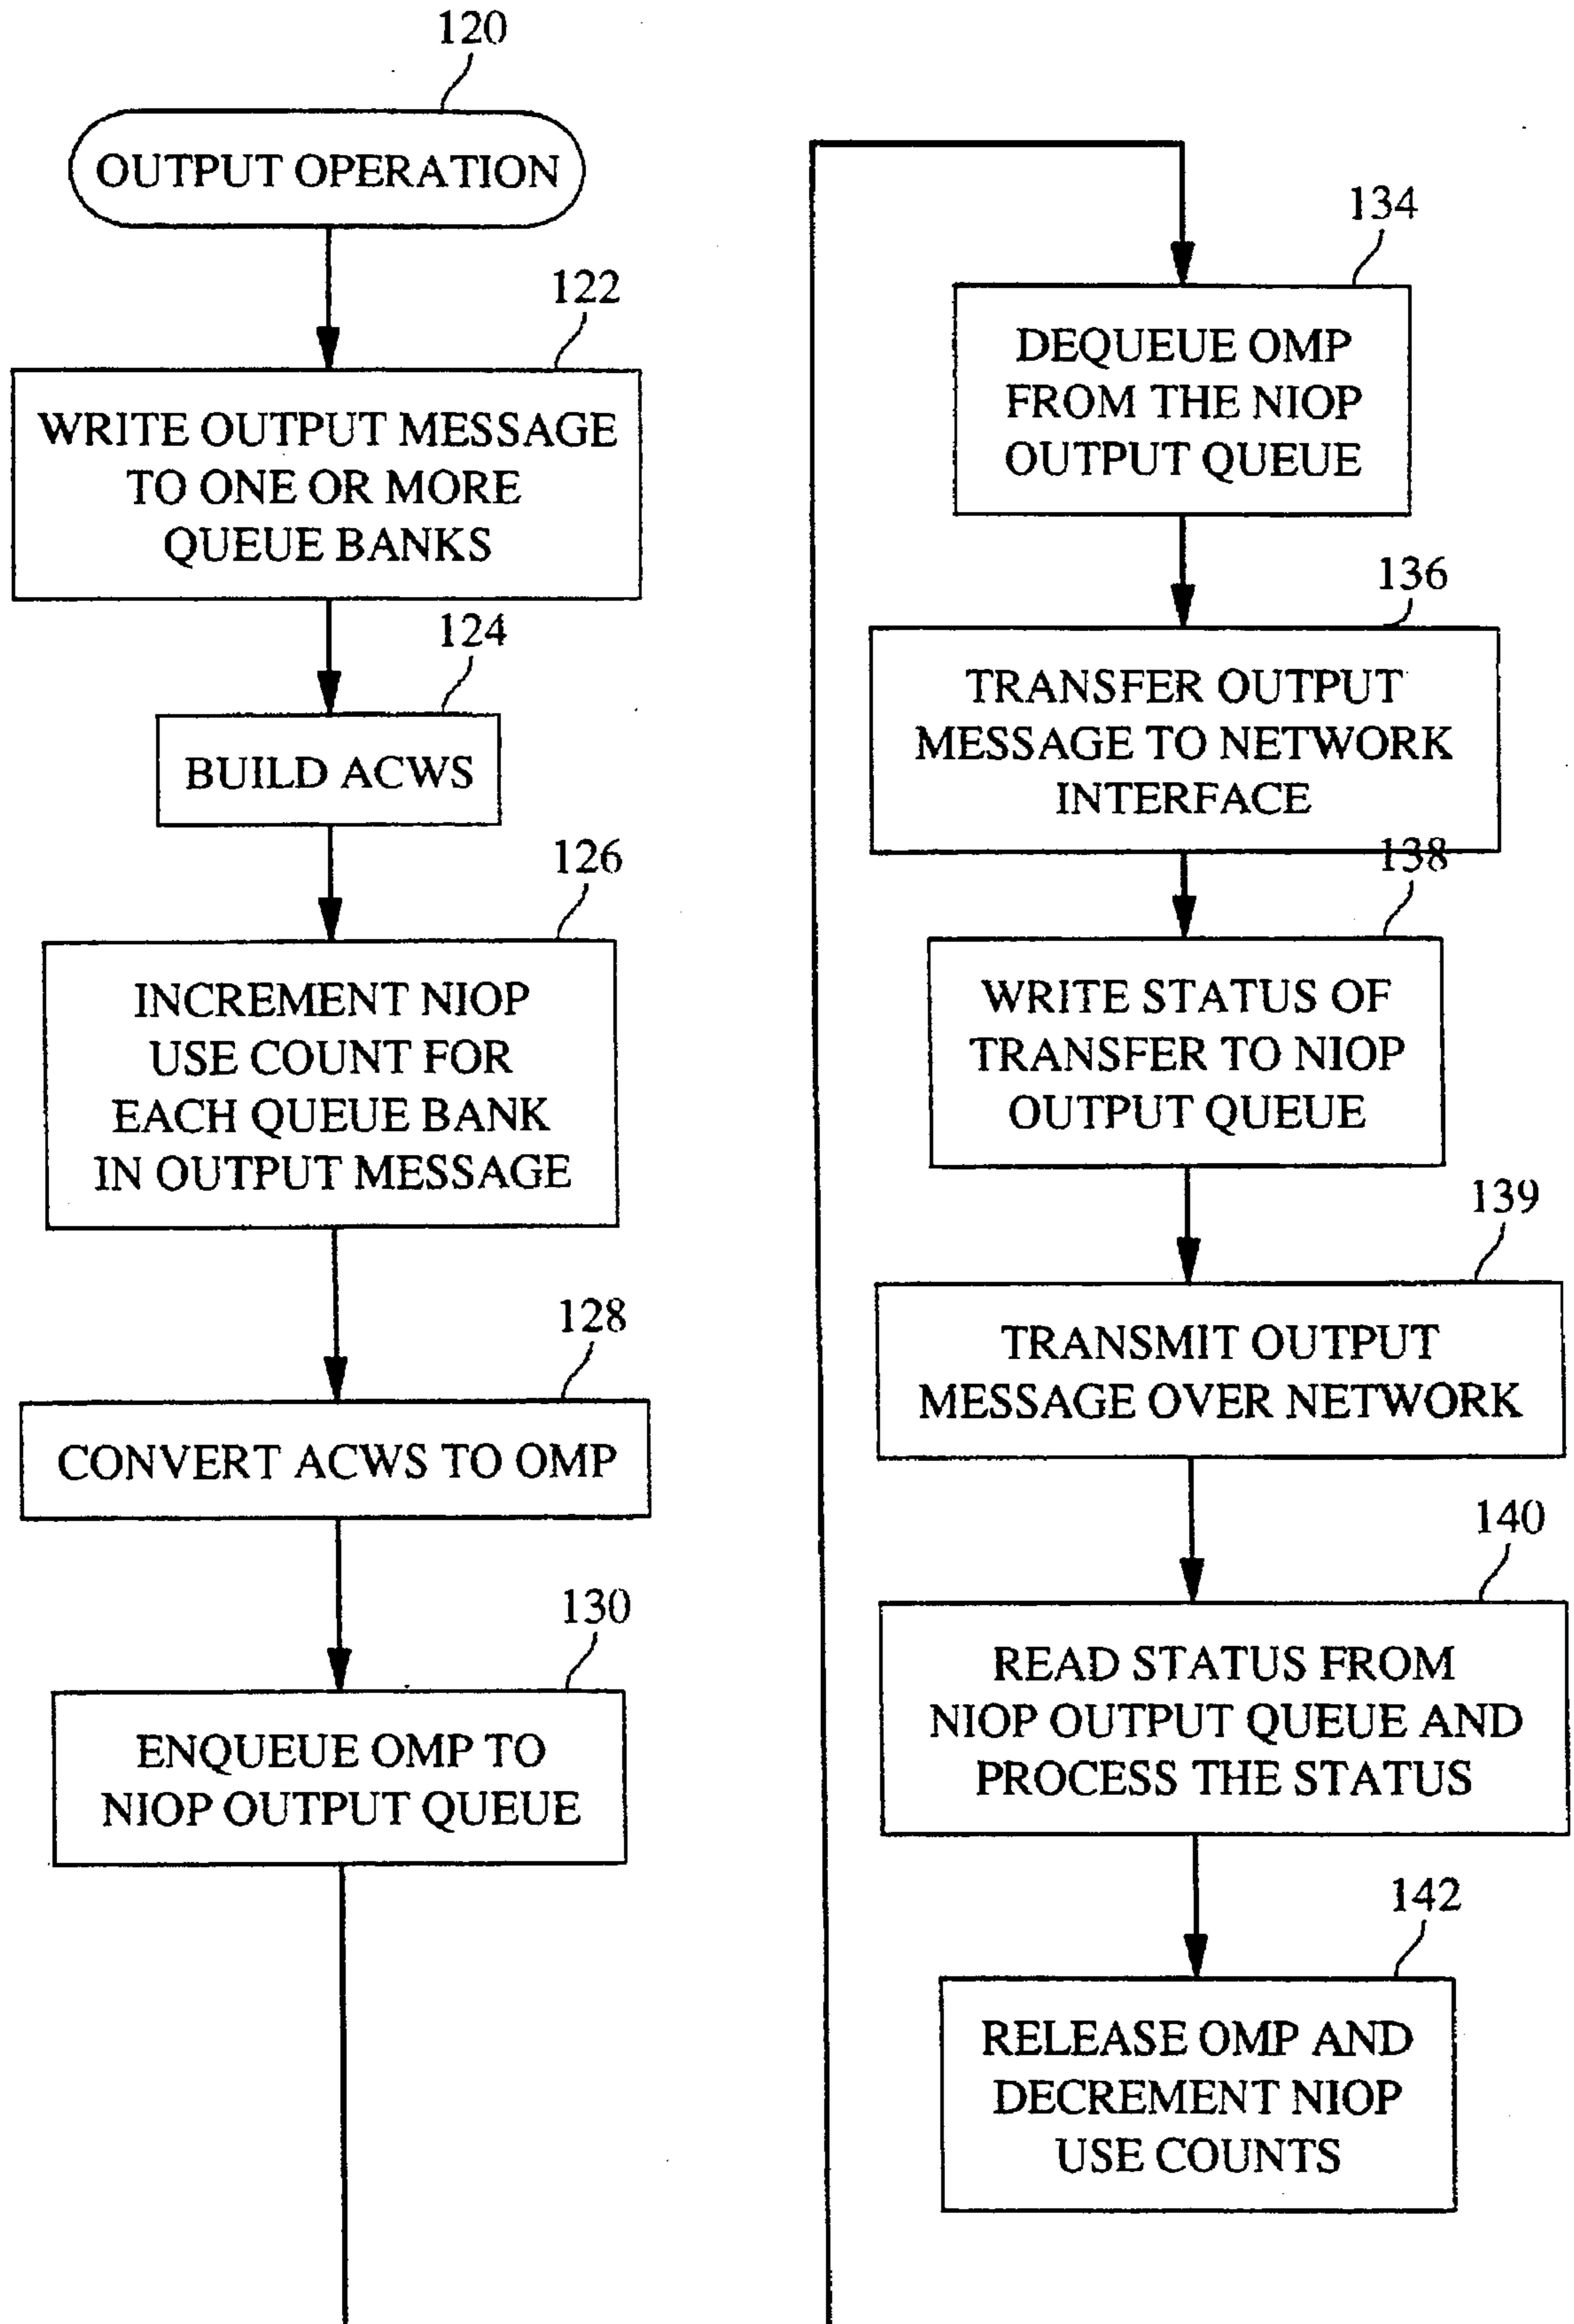 120
OUTPUT OPERATION
122
WRITE OUTPUT MESSAGE
TO ONE OR MORE
QUEUE BANKS
124
BUILD ACWS
126
INCREMENT NIOP
USE COUNT FOR
EACH QUEUE BANK
IN OUTPUT MESSAGE
128
CONVERT ACWS TO OMP
130
ENQUEUE OMP TO
NIOP OUTPUT QUEUE
134
DEQUEUE OMP
FROM THE NIOP
OUTPUT QUEUE
136
TRANSFER OUTPUT
MESSAGE TO NETWORK
INTERFACE
138
WRITE STATUS OF
TRANSFER TO NIOP
OUTPUT QUEUE
139
TRANSMIT OUTPUT
MESSAGE OVER NETWORK
140
READ STATUS FROM
NIOP OUTPUT QUEUE AND
PROCESS THE STATUS
142
RELEASE OMP AND
DECREMENT NIOP
USE COUNTS